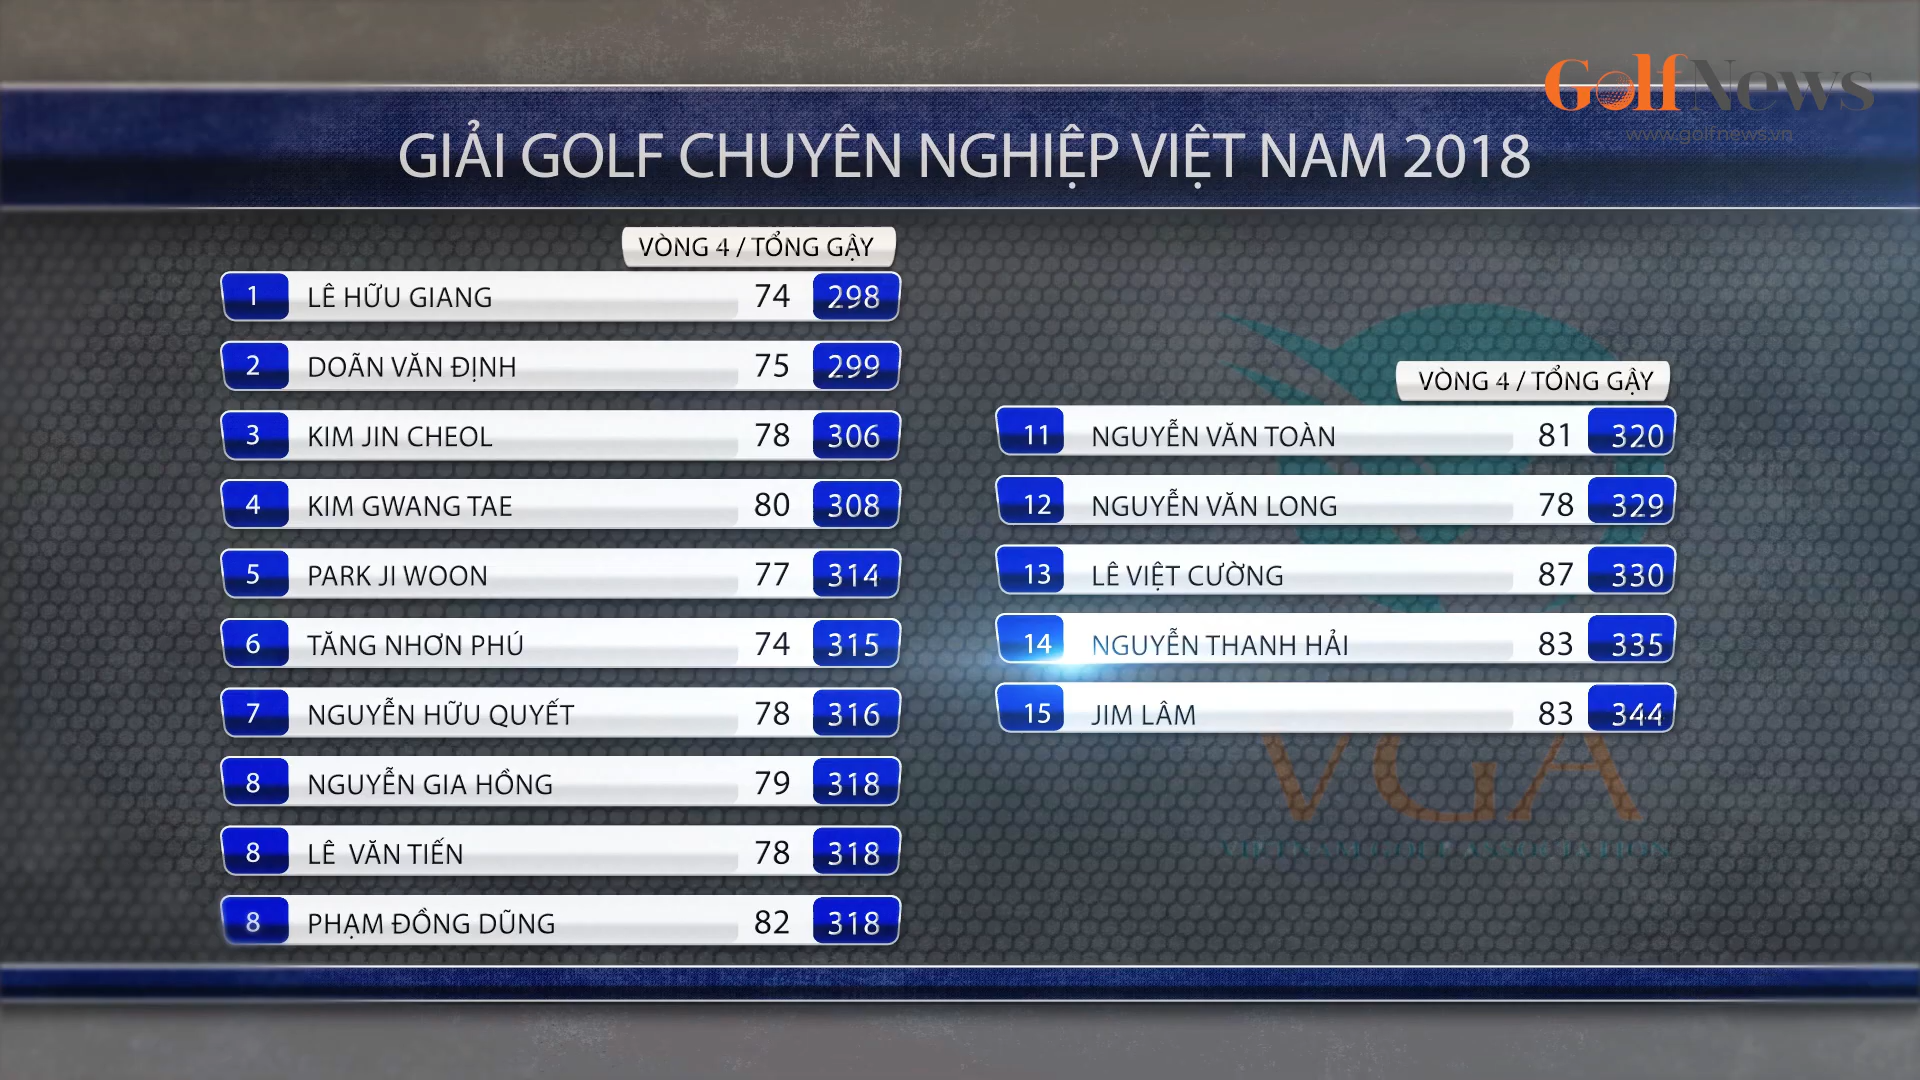 GolfNews
www.golfnews.vn
GIẢI GOLF CHUYÊN NGHIỆP VIỆT NAM 2018
VÒNG 4 / TỔNG GẬY
1 LÊ HỮU GIANG 74 298
2 DOÃN VĂN ĐỊNH 75 299
3 KIM JIN CHEOL 78 306
4 KIM GWANG TAE 80 308
5 PARK JI WOON 77 314
6 TĂNG NHƠN PHÚ 74 315
7 NGUYỄN HỮU QUYẾT 78 316
8 NGUYỄN GIA HỒNG 79 318
8 LÊ VĂN TIẾN 78 318
8 PHẠM ĐỒNG DŨNG 82 318
VÒNG 4 / TỔNG GẬY
11 NGUYỄN VĂN TOÀN 81 320
12 NGUYỄN VĂN LONG 78 329
13 LÊ VIỆT CƯỜNG 87 330
14 NGUYỄN THANH HẢI 83 335
15 JIM LÂM 83 344
VGA
VIETNAM GOLF ASSOCIATION